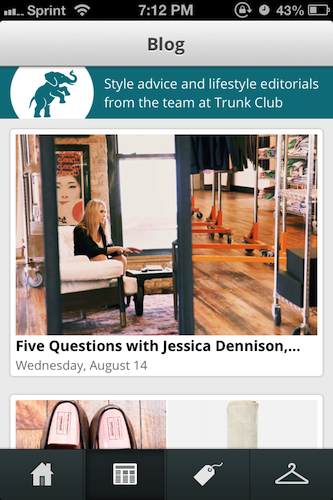 Sprint 7:12 PM 43%
Blog
Style advice and lifestyle editorials
from the team at Trunk Club
Five Questions with Jessica Dennison,...
Wednesday, August 14